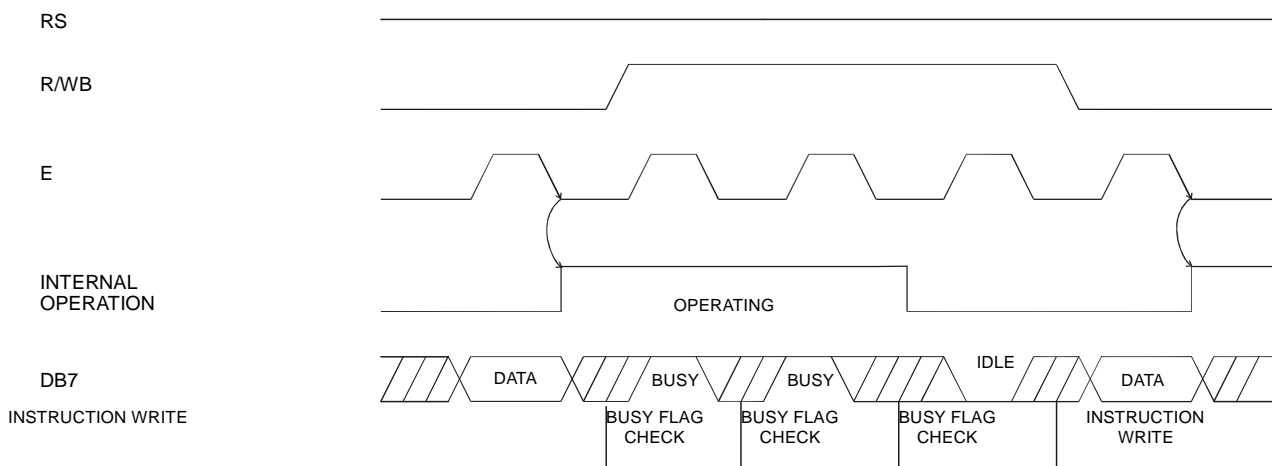 RS
R/WB
E
INTERNAL
OPERATION
OPERATING
DB7
DATA
BUSY
BUSY
IDLE
DATA
INSTRUCTION WRITE
BUSY FLAG
CHECK
BUSY FLAG
CHECK
BUSY FLAG
CHECK
INSTRUCTION
WRITE